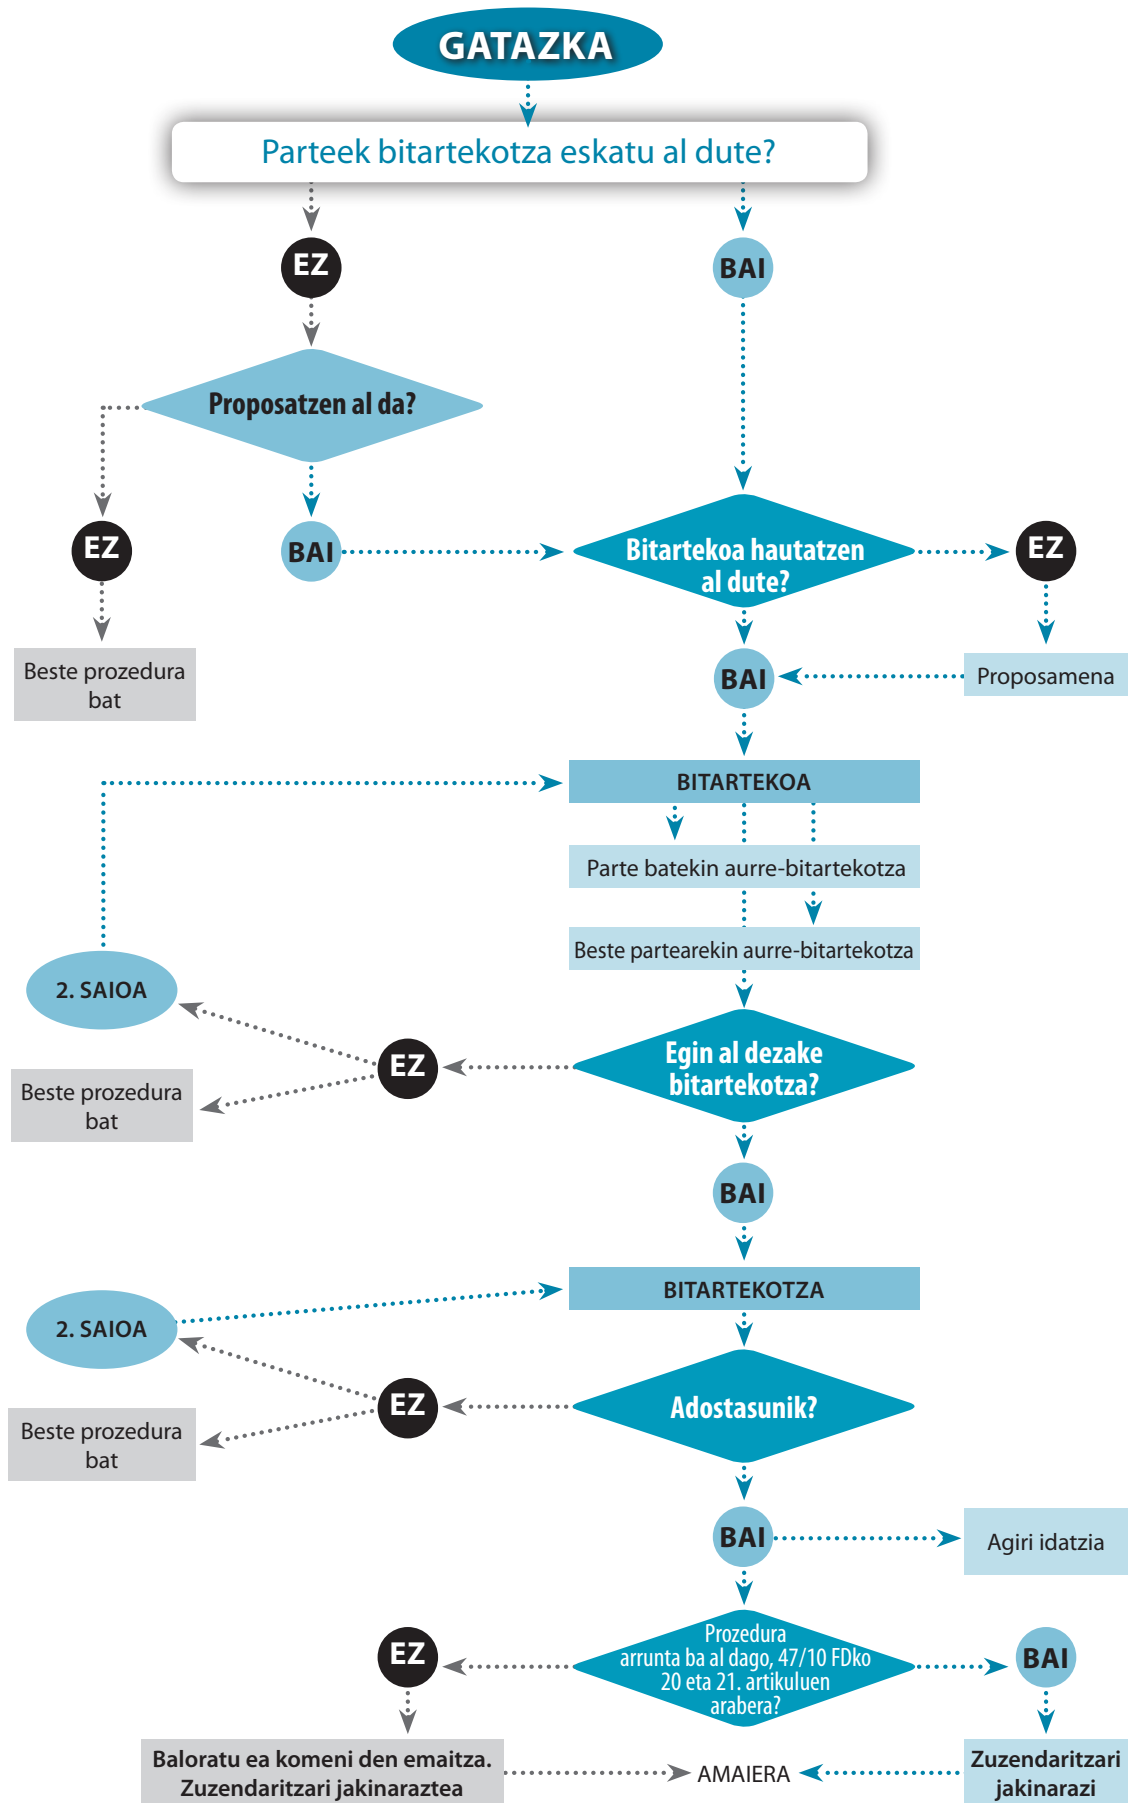 GATAZKA
Parteek bitartekotza eskatu al dute?
EZ
BAI
Proposatzen al da?
EZ
BAI
Bitartekoa hautatzen
al dute?
EZ
Beste prozedura
bat
BAI
Proposamena
BITARTEKOA
Parte batekin aurre-bitartekotza
Beste partearekin aurre-bitartekotza
2. SAIOA
EZ
Egin al dezake
bitartekotza?
Beste prozedura
bat
BAI
BITARTEKOTZA
2. SAIOA
EZ
Adostasunik?
Beste prozedura
bat
BAI
Agiri idatzia
EZ
Prozedura
arrunta ba al dago, 47/10 FDko
20 eta 21. artikuluen
arabera?
BAI
Baloratu ea komeni den emaitza.
Zuzendaritzari jakinaraztea
AMAIERA
Zuzendaritzari
jakinarazi